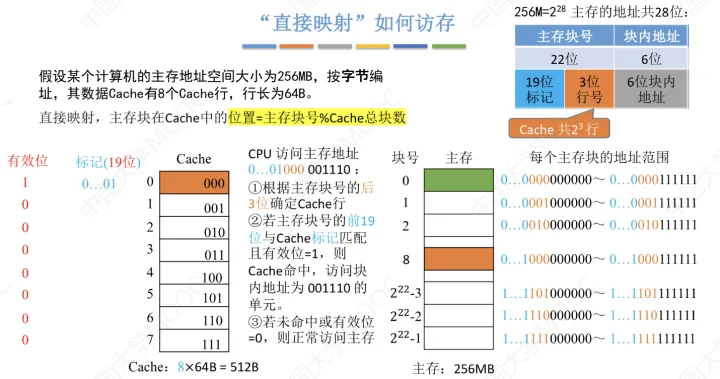 “直接映射”如何访存
256M=2²⁸ 主存的地址共28位：
主存块号 块内地址
22位 6位
19位标记 3位行号 6位块内地址
Cache 共2³ 行
假设某个计算机的主存地址空间大小为256MB，按字节编
址，其数据Cache有8个Cache行，行长为64B。
直接映射，主存块在Cache中的位置=主存块号%Cache总块数
有效位 标记(19位) Cache
1 0…01 0 000
0 1 001
0 2 010
0 3 011
0 4 100
0 5 101
0 6 110
0 7 111
Cache：8×64B = 512B
CPU 访问主存地址
0…01000 001110：
①根据主存块号的后
3位确定Cache行
②若主存块号的前19
位与Cache标记匹配
且有效位=1，则
Cache命中，访问块
内地址为 001110 的
单元。
③若未命中或有效位
=0，则正常访问主存
块号 主存 每个主存块的地址范围
0 0…0000000000～ 0…0000111111
1 0…0001000000～ 0…0001111111
2 0…0010000000～ 0…0010111111
8 0…1000000000～ 0…1000111111
2²²-3 1…1101000000～ 1…1101111111
2²²-2 1…1110000000～ 1…1110111111
2²²-1 1…1111000000～ 1…1111111111
主存：256MB
中国大学MOOC